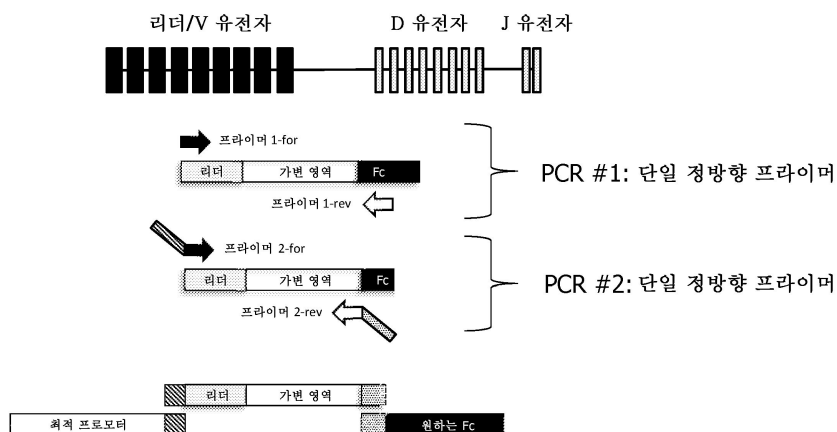 리더/V 유전자 D 유전자 J 유전자
프라이머 1-for
리더 가변 영역 Fc
프라이머 1-rev
PCR #1: 단일 정방향 프라이머
프라이머 2-for
리더 가변 영역 Fc
프라이머 2-rev
PCR #2: 단일 정방향 프라이머
리더 가변 영역
최적 프로모터 원하는 Fc